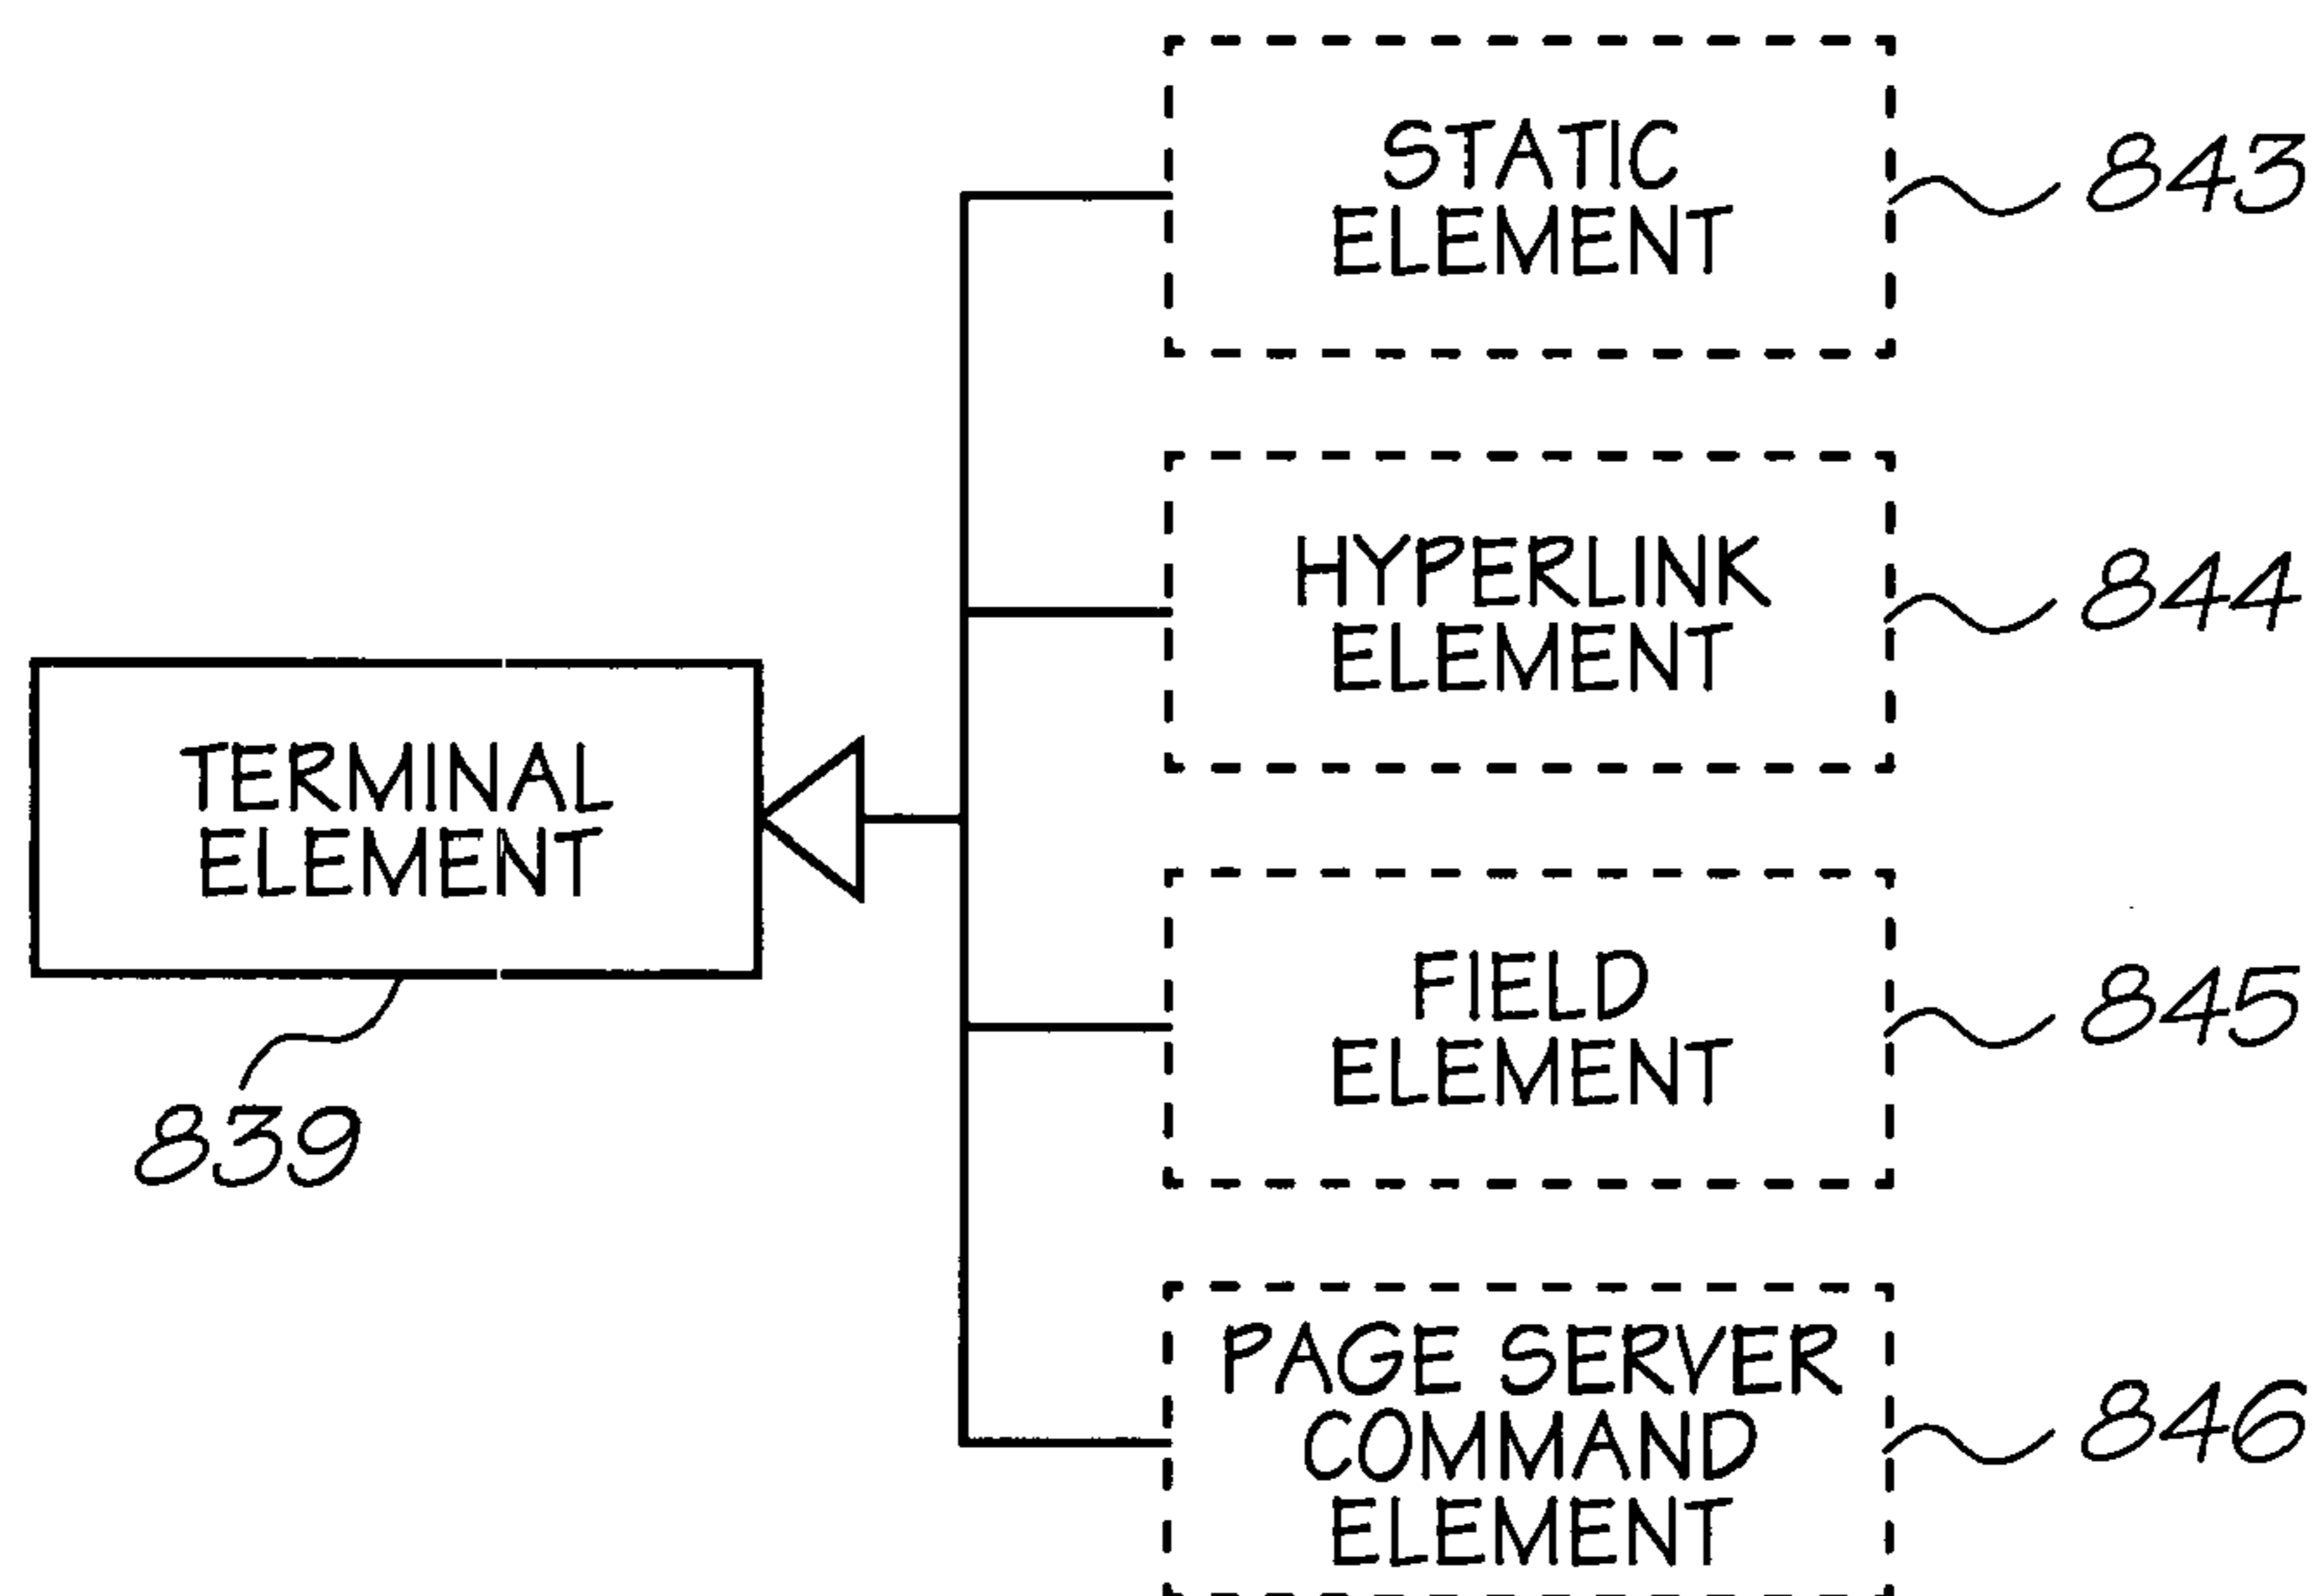 STATIC
ELEMENT
843
HYPERLINK
ELEMENT
844
TERMINAL
ELEMENT
839
FIELD
ELEMENT
845
PAGE SERVER
COMMAND
ELEMENT
846